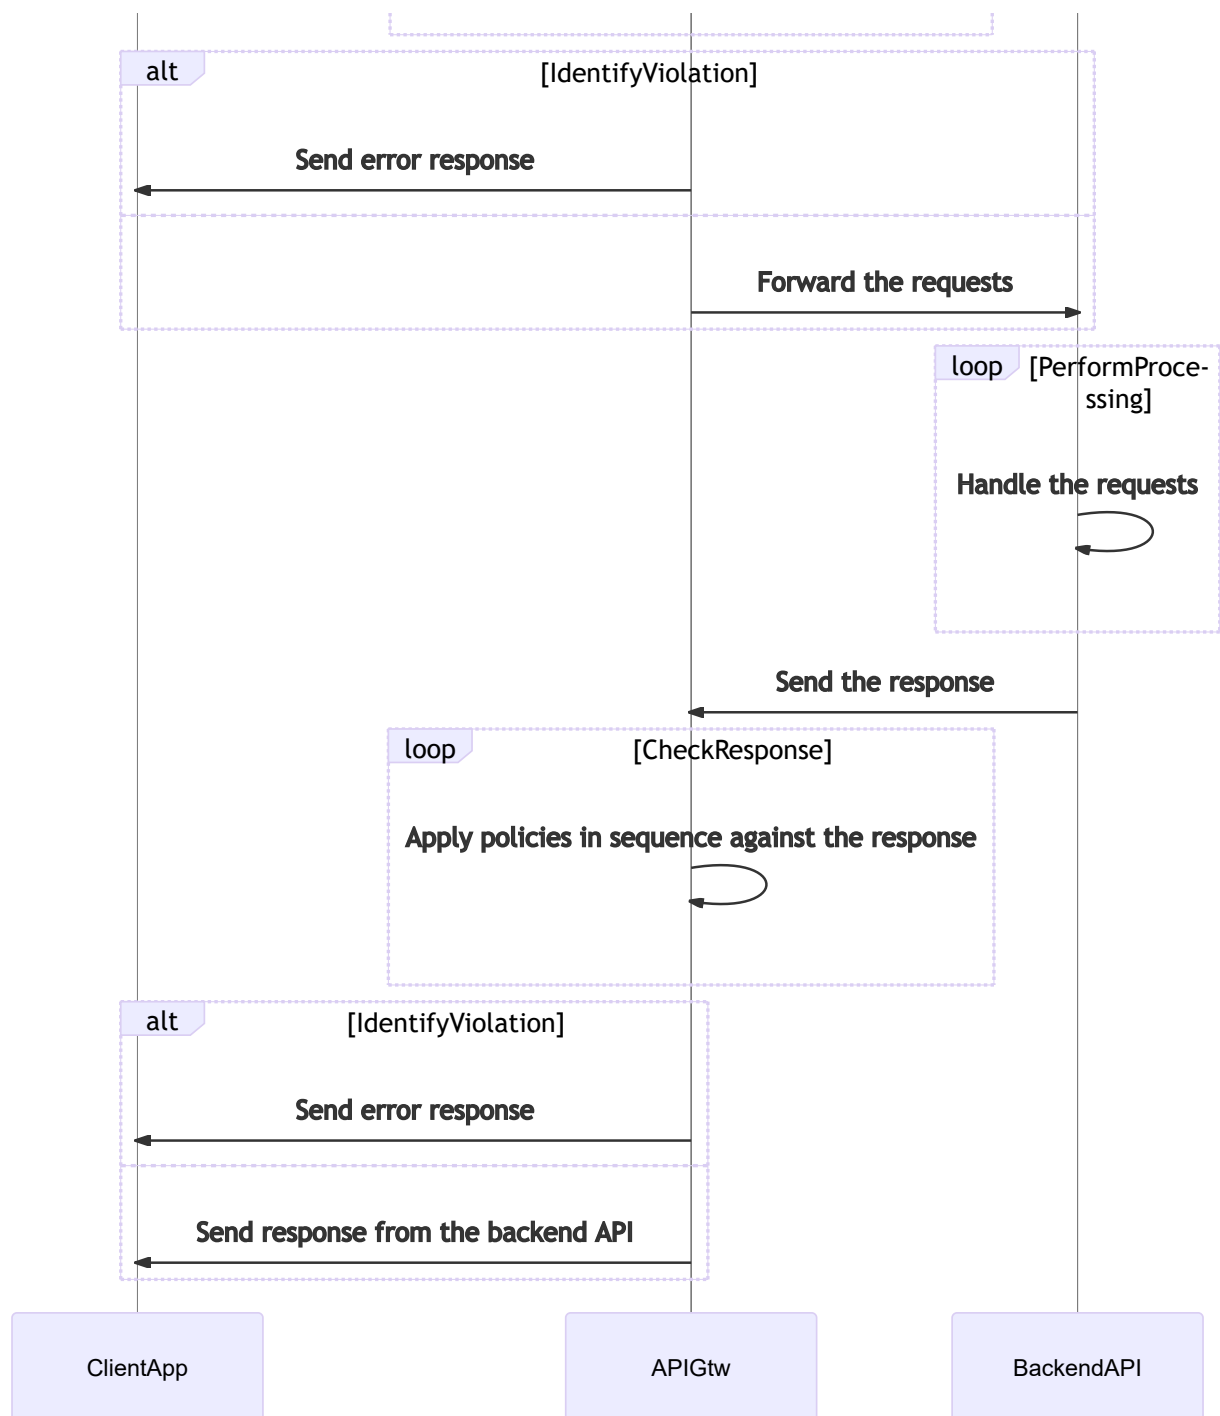 alt
[IdentifyViolation]
Send error response
Forward the requests
loop
[PerformProce-
ssing]
Handle the requests
Send the response
loop
[CheckResponse]
Apply policies in sequence against the response
alt
[IdentifyViolation]
Send error response
Send response from the backend API
ClientApp
APIGtw
BackendAPI